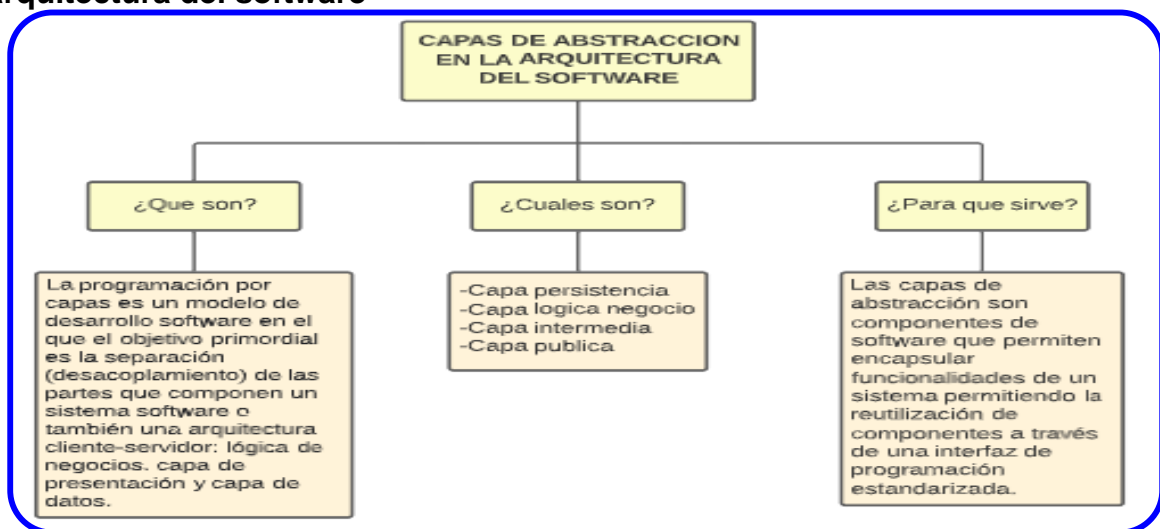 arquitectura del software
CAPAS DE ABSTRACCION
EN LA ARQUITECTURA
DEL SOFTWARE
¿Que son?
La programación por
capas es un modelo de
desarrollo software en el
que el objetivo primordial
es la separación
(desacoplamiento) de las
partes que componen un
sistema software o
también una arquitectura
cliente-servidor: lógica de
negocios. capa de
presentación y capa de
datos.
¿Cuales son?
-Capa persistencia
-Capa logica negocio
-Capa intermedia
-Capa publica
¿Para que sirve?
Las capas de
abstracción son
componentes de
software que permiten
encapsular
funcionalidades de un
sistema permitiendo la
reutilización de
componentes a través
de una interfaz de
programación
estandarizada.